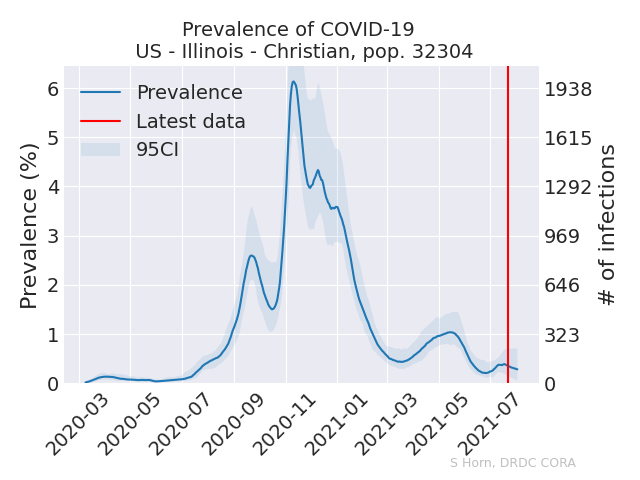 Prevalence of COVID-19
US - Illinois - Christian, pop. 32304
Prevalence
Latest data
95CI
Prevalence (%)
6
5
4
3
2
1
0
1938
1615
1292
969
646
323
0
# of infections
2020-03
2020-05
2020-07
2020-09
2020-11
2021-01
2021-03
2021-05
2021-07
S Horn, DRDC CORA